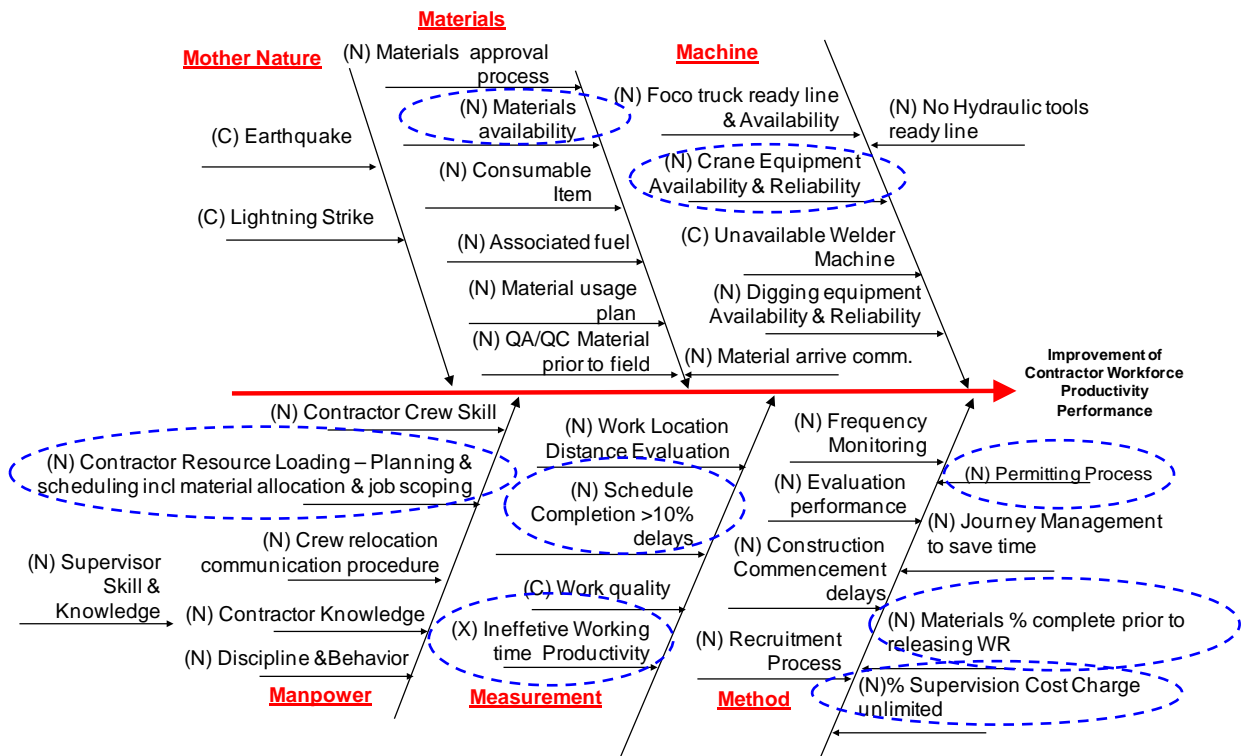 Materials
Mother Nature
(N) Materials approval
process
Machine
(N) Materials
availability
(N) Foco truck ready line
& Availability
(N) No Hydraulic tools
ready line
(C) Earthquake
(N) Consumable
Item
(N) Crane Equipment
Availability & Reliability
(C) Lightning Strike
(N) Associated fuel
(C) Unavailable Welder
Machine
(N) Material usage
plan
(N) Digging equipment
Availability & Reliability
(N) QA/QC Material
prior to field
(N) Material arrive comm.
Improvement of
Contractor Workforce
Productivity
Performance
(N) Contractor Crew Skill
(N) Contractor Resource Loading – Planning &
scheduling incl material allocation & job scoping
(N) Crew relocation
communication procedure
(N) Supervisor
Skill &
Knowledge
(N) Contractor Knowledge
(N) Discipline &Behavior
Manpower
(N) Work Location
Distance Evaluation
(N) Schedule
Completion >10%
delays
(C) Work quality
(X) Ineffetive Working
time Productivity
Measurement
(N) Frequency
Monitoring
(N) Permitting Process
(N) Evaluation
performance
(N) Journey Management
to save time
(N) Construction
Commencement
delays
(N) Materials % complete prior to
releasing WR
(N) Recruitment
Process
(N)% Supervision Cost Charge
unlimited
Method